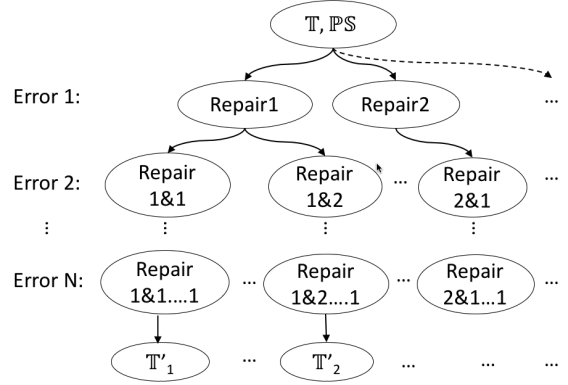 𝕋, ℙ𝕊
Error 1:
Repair1
Repair2
...
Error 2:
Repair
1&1
Repair
1&2
...
Repair
2&1
...
⋮ ⋮ ⋮ ⋮
Error N:
Repair
1&1....1
...
Repair
1&2....1
...
Repair
2&1...1
...
𝕋′₁
...
𝕋′₂
... ... ...